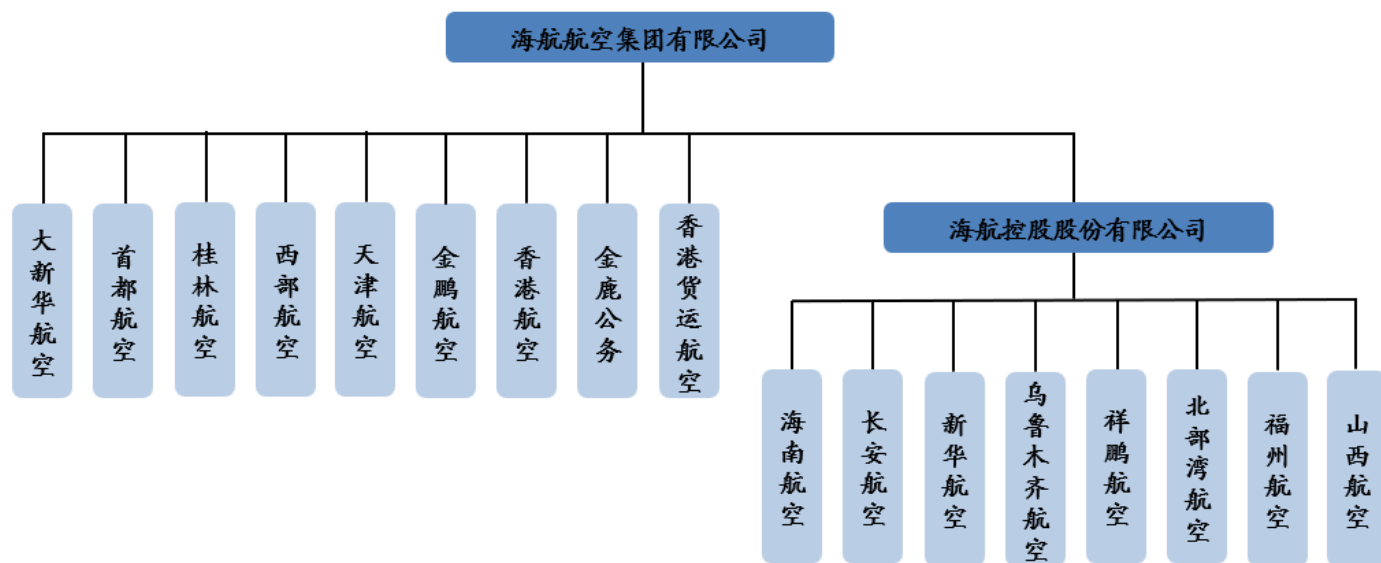 海航航空集团有限公司
大新华航空
首都航空
桂林航空
西部航空
天津航空
金鹏航空
香港航空
金鹿公务
香港货运航空
海航控股股份有限公司
海南航空
长安航空
新华航空
乌鲁木齐航空
祥鹏航空
北部湾航空
福州航空
山西航空